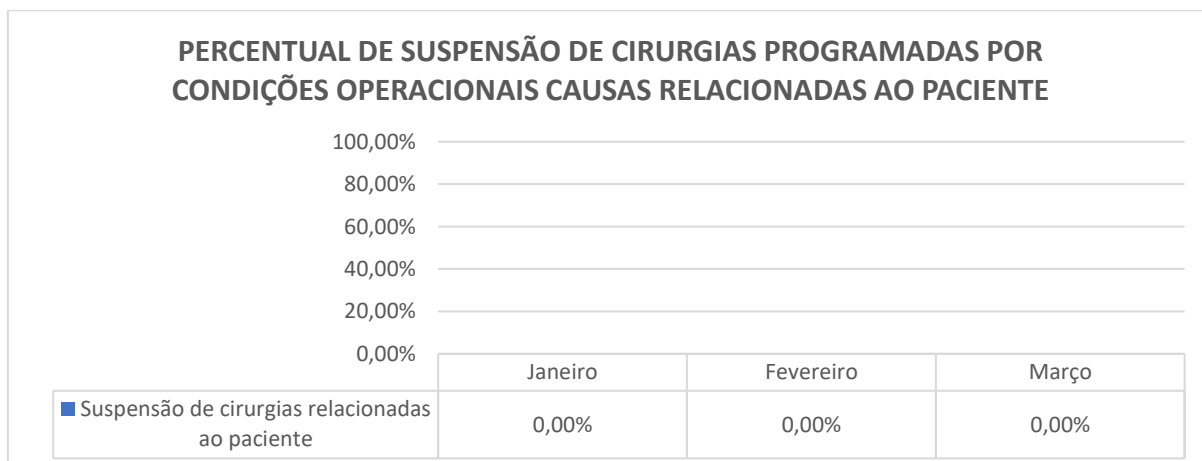 PERCENTUAL DE SUSPENSÃO DE CIRURGIAS PROGRAMADAS POR
CONDIÇÕES OPERACIONAIS CAUSAS RELACIONADAS AO PACIENTE
100,00%
80,00%
60,00%
40,00%
20,00%
0,00%
Janeiro Fevereiro Março
Suspensão de cirurgias relacionadas
ao paciente
0,00% 0,00% 0,00%